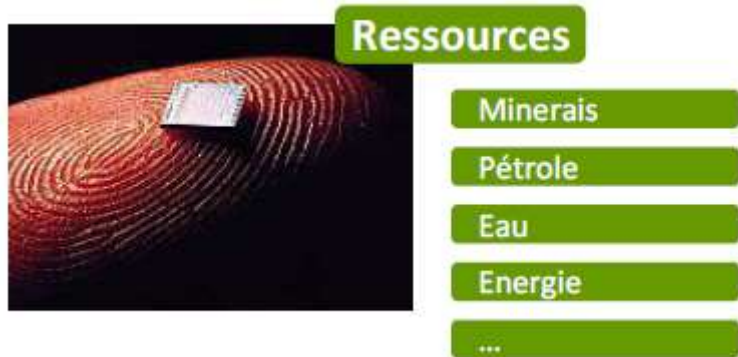 Ressources
Minerais
Pétrole
Eau
Energie
...